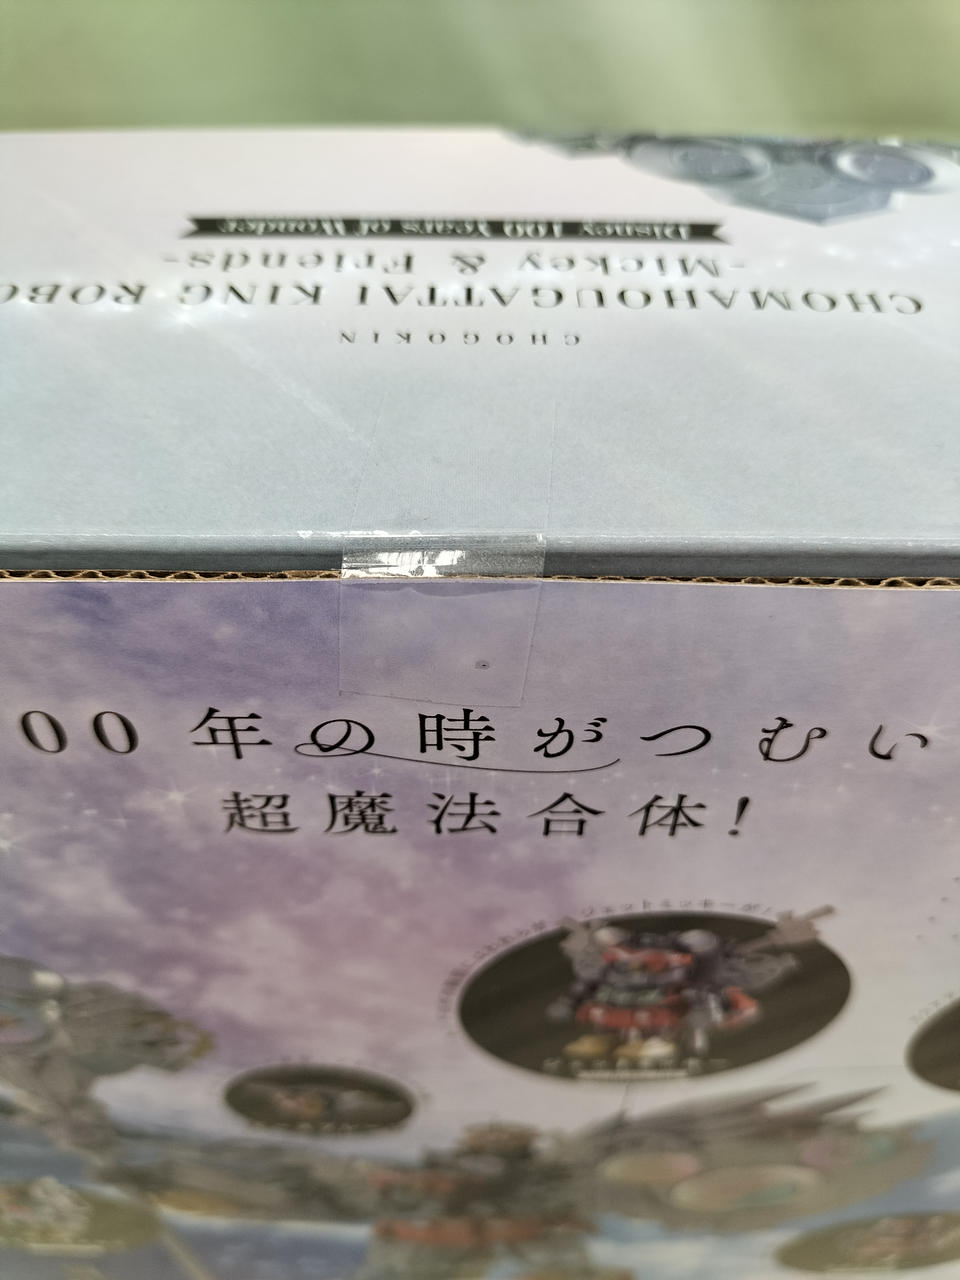 CHOGOKIN
CHOMAHOUGATTAI KING ROBO
-Mickey & Friends-
Disney 100 Years of Wonder
00年の時がつむい
超魔法合体!